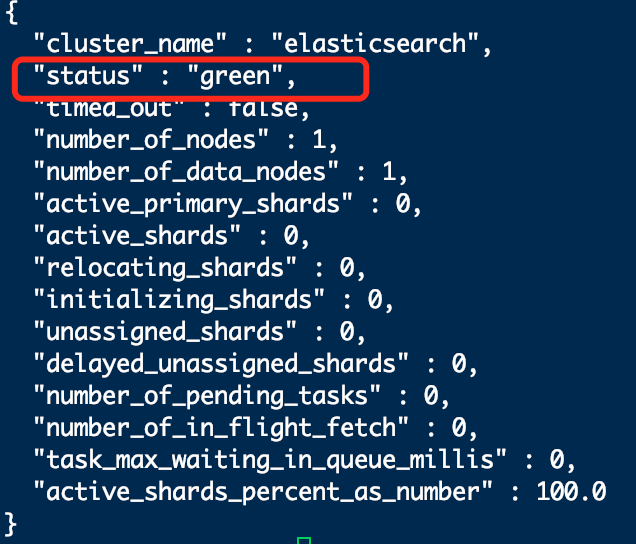 {
"cluster_name" : "elasticsearch",
"status" : "green",
"timed_out" : false,
"number_of_nodes" : 1,
"number_of_data_nodes" : 1,
"active_primary_shards" : 0,
"active_shards" : 0,
"relocating_shards" : 0,
"initializing_shards" : 0,
"unassigned_shards" : 0,
"delayed_unassigned_shards" : 0,
"number_of_pending_tasks" : 0,
"number_of_in_flight_fetch" : 0,
"task_max_waiting_in_queue_millis" : 0,
"active_shards_percent_as_number" : 100.0
}